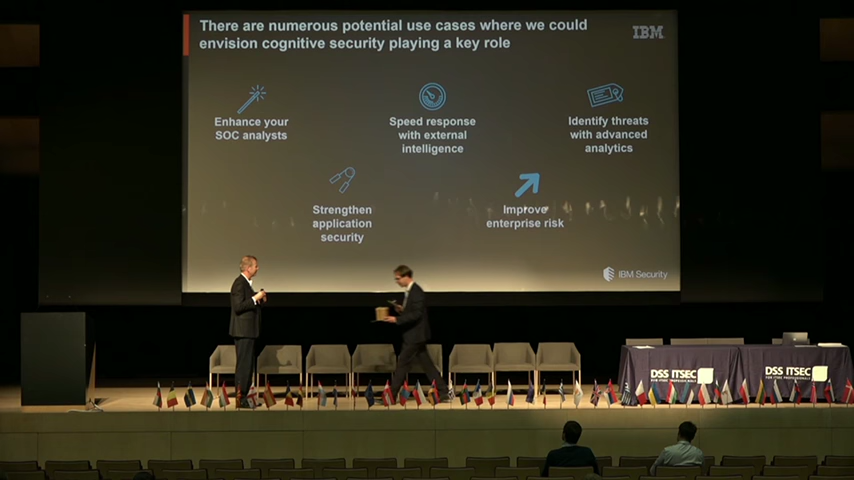 There are numerous potential use cases where we could
envision cognitive security playing a key role
IBM
Enhance your
SOC analysts
Speed response
with external
intelligence
Identify threats
with advanced
analytics
Strengthen
application
security
Improve
enterprise risk
IBM Security
DSS ITSEC
DSS ITSEC